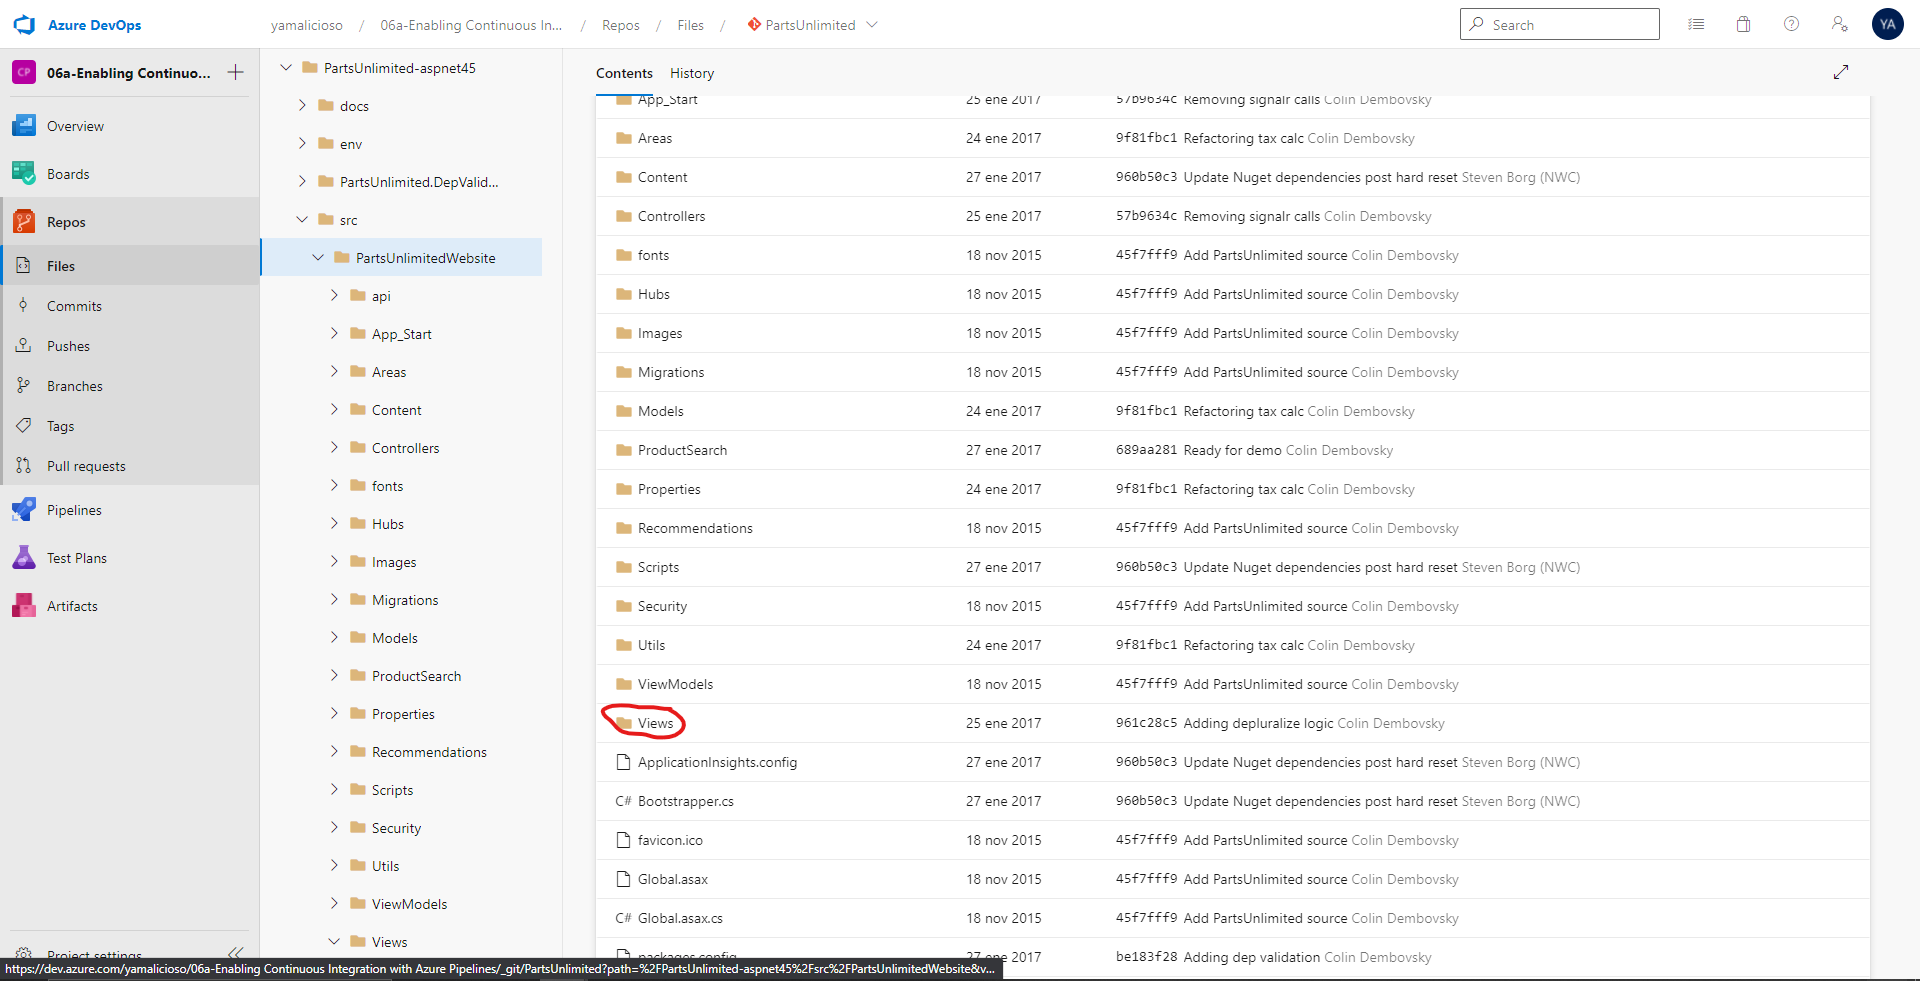 Azure DevOps
yamalicioso / 06a-Enabling Continuous In... / Repos / Files / PartsUnlimited
Search
YA
CP 06a-Enabling Continuo...
Overview
Boards
Repos
Files
Commits
Pushes
Branches
Tags
Pull requests
Pipelines
Test Plans
Artifacts
Project settings
PartsUnlimited-aspnet45
docs
env
PartsUnlimited.DepValid...
src
PartsUnlimitedWebsite
api
App_Start
Areas
Content
Controllers
fonts
Hubs
Images
Migrations
Models
ProductSearch
Properties
Recommendations
Scripts
Security
Utils
ViewModels
Views
Contents History
App_Start 25 ene 2017 57b9634c Removing signalr calls Colin Dembovsky
Areas 24 ene 2017 9f81fbc1 Refactoring tax calc Colin Dembovsky
Content 27 ene 2017 960b50c3 Update Nuget dependencies post hard reset Steven Borg (NWC)
Controllers 25 ene 2017 57b9634c Removing signalr calls Colin Dembovsky
fonts 18 nov 2015 45f7fff9 Add PartsUnlimited source Colin Dembovsky
Hubs 18 nov 2015 45f7fff9 Add PartsUnlimited source Colin Dembovsky
Images 18 nov 2015 45f7fff9 Add PartsUnlimited source Colin Dembovsky
Migrations 18 nov 2015 45f7fff9 Add PartsUnlimited source Colin Dembovsky
Models 24 ene 2017 9f81fbc1 Refactoring tax calc Colin Dembovsky
ProductSearch 27 ene 2017 689aa281 Ready for demo Colin Dembovsky
Properties 24 ene 2017 9f81fbc1 Refactoring tax calc Colin Dembovsky
Recommendations 18 nov 2015 45f7fff9 Add PartsUnlimited source Colin Dembovsky
Scripts 27 ene 2017 960b50c3 Update Nuget dependencies post hard reset Steven Borg (NWC)
Security 18 nov 2015 45f7fff9 Add PartsUnlimited source Colin Dembovsky
Utils 24 ene 2017 9f81fbc1 Refactoring tax calc Colin Dembovsky
ViewModels 18 nov 2015 45f7fff9 Add PartsUnlimited source Colin Dembovsky
Views 25 ene 2017 961c28c5 Adding depluralize logic Colin Dembovsky
ApplicationInsights.config 27 ene 2017 960b50c3 Update Nuget dependencies post hard reset Steven Borg (NWC)
C# Bootstrapper.cs 27 ene 2017 960b50c3 Update Nuget dependencies post hard reset Steven Borg (NWC)
favicon.ico 18 nov 2015 45f7fff9 Add PartsUnlimited source Colin Dembovsky
Global.asax 18 nov 2015 45f7fff9 Add PartsUnlimited source Colin Dembovsky
C# Global.asax.cs 18 nov 2015 45f7fff9 Add PartsUnlimited source Colin Dembovsky
packages.config 27 ene 2017 be183f28 Adding dep validation Colin Dembovsky
https://dev.azure.com/yamalicioso/06a-Enabling Continuous Integration with Azure Pipelines/_git/PartsUnlimited?path=%2FPartsUnlimited-aspnet45%2Fsrc%2FPartsUnlimitedWebsite&v...